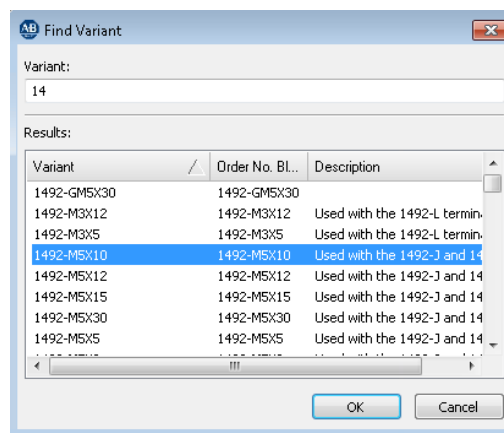 AB Find Variant
Variant:
14
Results:
Variant Order No. Bl... Description
1492-GM5X30 1492-GM5X30
1492-M3X12 1492-M3X12 Used with the 1492-L termin
1492-M3X5 1492-M3X5 Used with the 1492-L termin
1492-M5X10 1492-M5X10 Used with the 1492-J and 14
1492-M5X12 1492-M5X12 Used with the 1492-J and 14
1492-M5X15 1492-M5X15 Used with the 1492-J and 14
1492-M5X30 1492-M5X30 Used with the 1492-J and 14
1492-M5X5 1492-M5X5 Used with the 1492-J and 14
OK Cancel